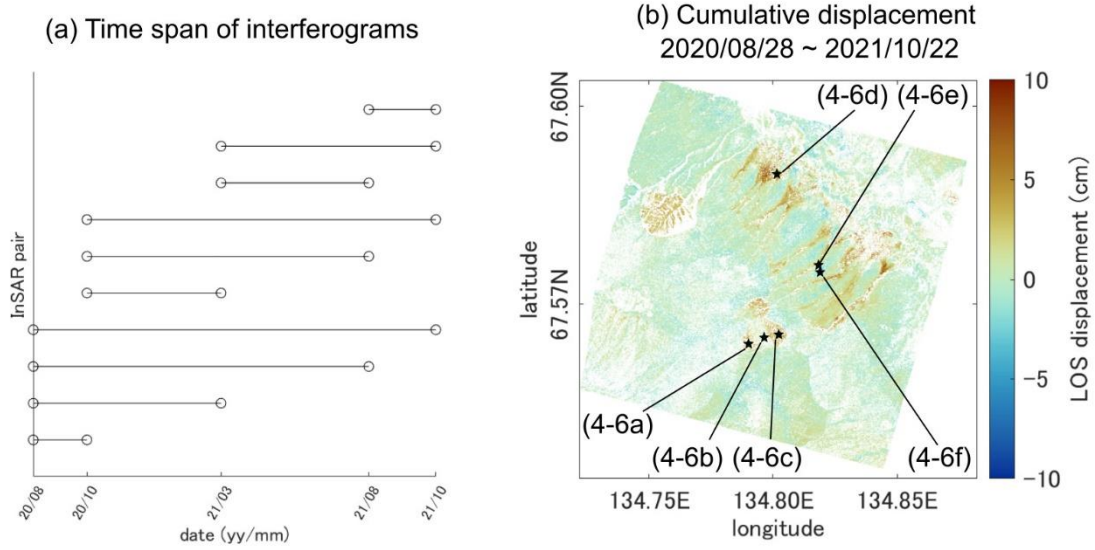 (a) Time span of interferograms
InSAR pair
20/08
20/10
21/03
21/08
21/10
date (yy/mm)
(b) Cumulative displacement
2020/08/28 ~ 2021/10/22
(4-6d)
(4-6e)
67.60N
latitude
67.57N
(4-6a)
(4-6b)
(4-6c)
(4-6f)
134.75E
134.80E
134.85E
longitude
10
5
0
−5
−10
LOS displacement (cm)